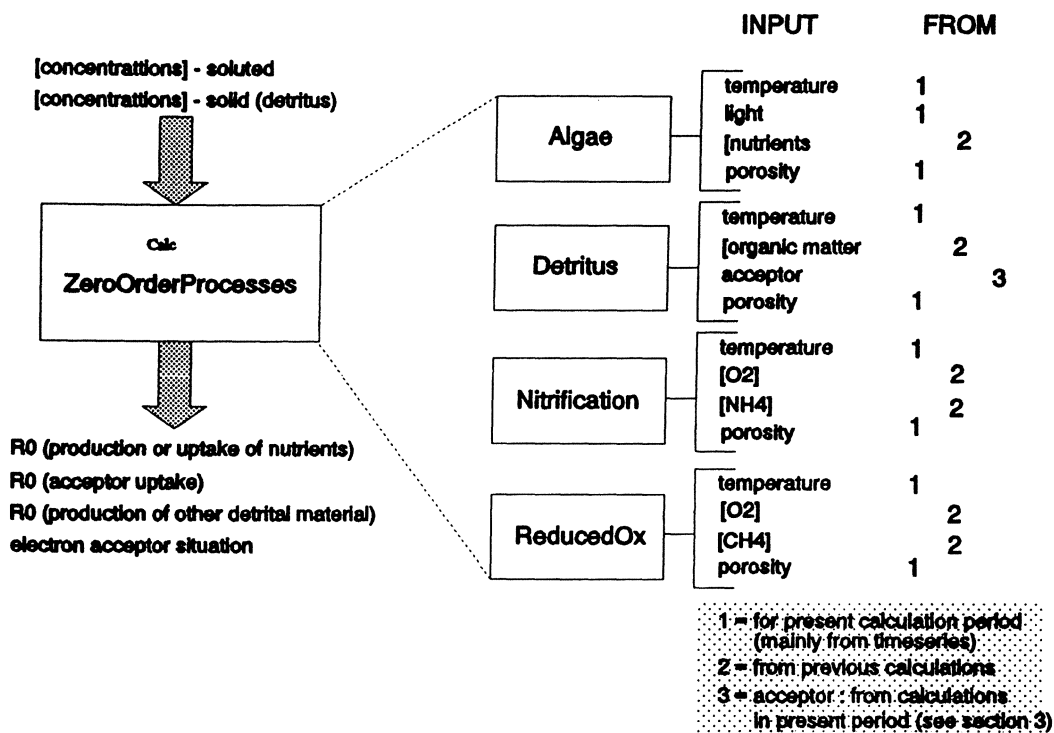 INPUT FROM
[concentrattions] - soluted
[concentrattions] - solid (detritus)
Calc
ZeroOrderProcesses
R0 (production or uptake of nutrients)
R0 (acceptor uptake)
R0 (production of other detrital material)
electron acceptor situation
Algae
temperature 1
light 1
[nutrients 2
porosity 1
Detritus
temperature 1
[organic matter 2
acceptor 3
porosity 1
Nitrification
temperature 1
[O2] 2
[NH4] 2
porosity 1
ReducedOx
temperature 1
[O2] 2
[CH4] 2
porosity 1
1 = for present calculation period
(mainly from timeseries)
2 = from previous calculations
3 = acceptor : from calculations
in present period (see section 3)